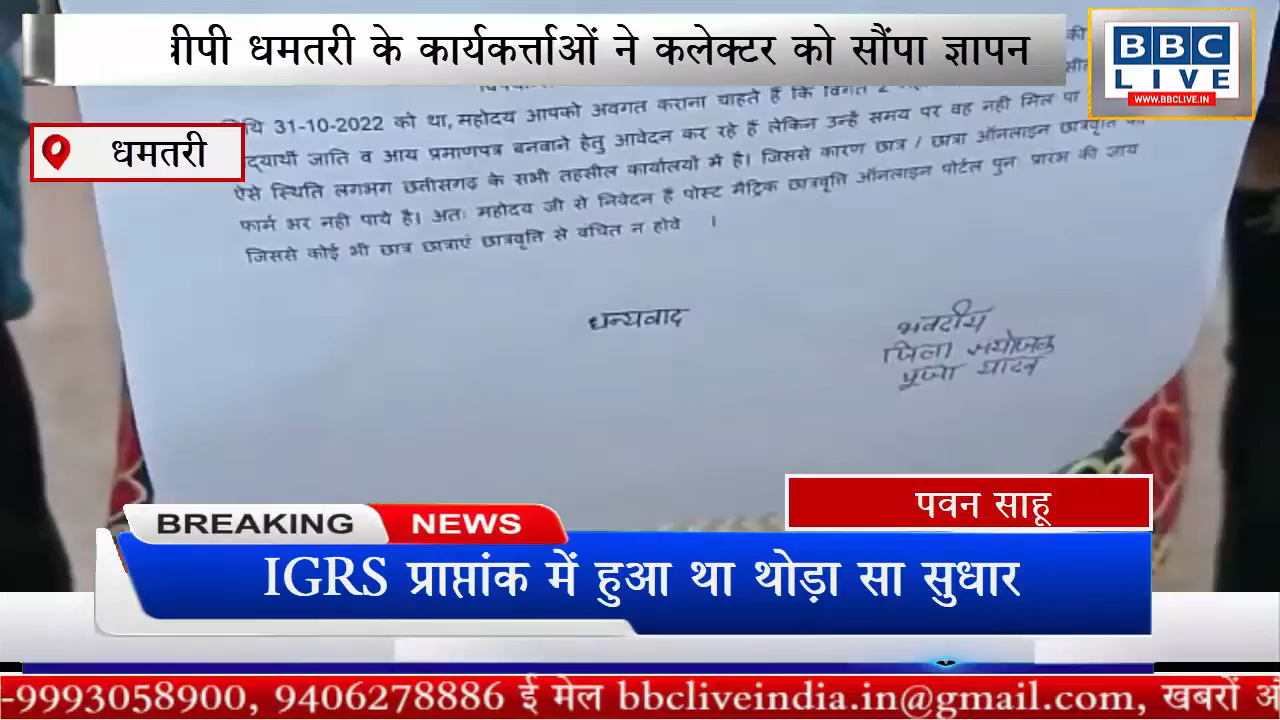 वीपी धमतरी के कार्यकर्त्ताओं ने कलेक्टर को सौंपा ज्ञापन
BBC
LIVE
WWW.BBCLIVE.IN
धमतरी
31-10-2022 को था, महोदय आपको अवगत कराना चाहते हैं कि विगत 2
जाति व आय प्रमाणपत्र बनवाने हेतु आवेदन कर रहे हैं लेकिन उन्हें समय पर वह नही मिल पा
ऐसे स्थिति लगभग छत्तीसगढ़ के सभी तहसील कार्यालयों में है। जिससे कारण छात्र / छात्रा ऑनलाइन छात्रवृति
फार्म भर नही पाये है। अतः महोदय जी से निवेदन है पोस्ट मैट्रिक छात्रवृति ऑनलाइन पोर्टल पुनः प्रारंभ की जाय
जिससे कोई भी छात्र छात्राएं छात्रवृति से वंचित न होवे ।
धन्यवाद
भवदीय
जिला संयोजक
पूजा यादव
पवन साहू
BREAKING NEWS
IGRS प्राप्तांक में हुआ था थोड़ा सा सुधार
-9993058900, 9406278886 ई मेल bbcliveindia.in@gmail.com, खबरों